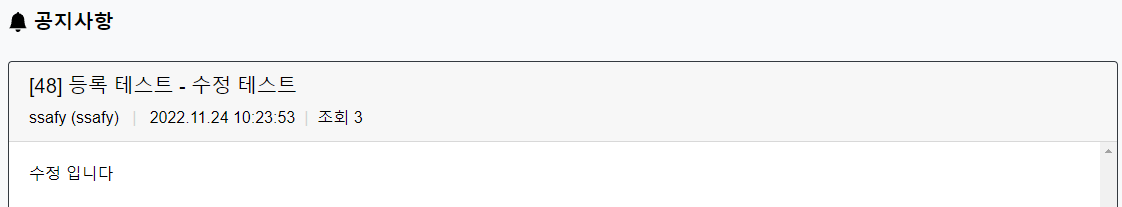 공지사항
[48] 등록 테스트 - 수정 테스트
ssafy (ssafy) | 2022.11.24 10:23:53 | 조회 3
수정 입니다